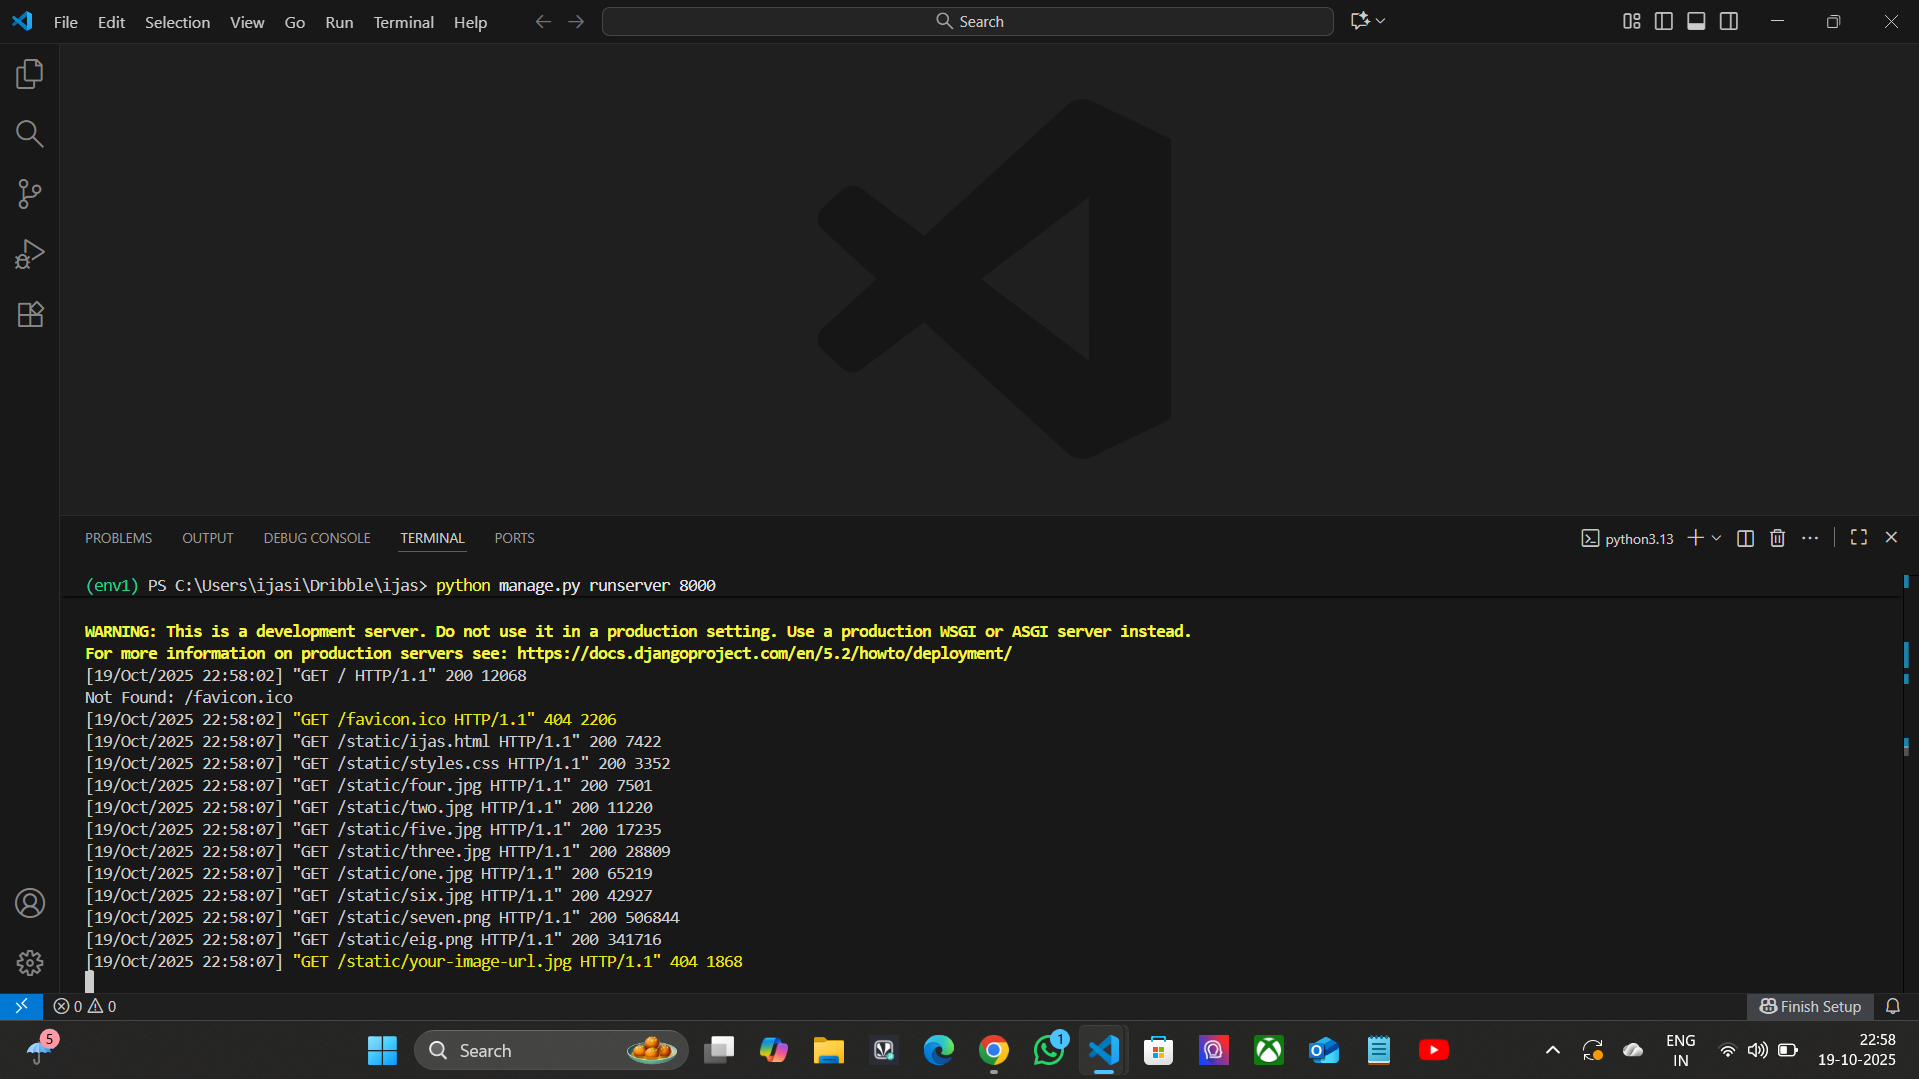 File Edit Selection View Go Run Terminal Help
Search
PROBLEMS OUTPUT DEBUG CONSOLE TERMINAL PORTS
python3.13
(env1) PS C:\Users\ijasi\Dribble\ijas> python manage.py runserver 8000
WARNING: This is a development server. Do not use it in a production setting. Use a production WSGI or ASGI server instead.
For more information on production servers see: https://docs.djangoproject.com/en/5.2/howto/deployment/
[19/Oct/2025 22:58:02] "GET / HTTP/1.1" 200 12068
Not Found: /favicon.ico
[19/Oct/2025 22:58:02] "GET /favicon.ico HTTP/1.1" 404 2206
[19/Oct/2025 22:58:07] "GET /static/ijas.html HTTP/1.1" 200 7422
[19/Oct/2025 22:58:07] "GET /static/styles.css HTTP/1.1" 200 3352
[19/Oct/2025 22:58:07] "GET /static/four.jpg HTTP/1.1" 200 7501
[19/Oct/2025 22:58:07] "GET /static/two.jpg HTTP/1.1" 200 11220
[19/Oct/2025 22:58:07] "GET /static/five.jpg HTTP/1.1" 200 17235
[19/Oct/2025 22:58:07] "GET /static/three.jpg HTTP/1.1" 200 28809
[19/Oct/2025 22:58:07] "GET /static/one.jpg HTTP/1.1" 200 65219
[19/Oct/2025 22:58:07] "GET /static/six.jpg HTTP/1.1" 200 42927
[19/Oct/2025 22:58:07] "GET /static/seven.png HTTP/1.1" 200 506844
[19/Oct/2025 22:58:07] "GET /static/eig.png HTTP/1.1" 200 341716
[19/Oct/2025 22:58:07] "GET /static/your-image-url.jpg HTTP/1.1" 404 1868
0 0
Finish Setup
5
Search
1
ENG
IN
22:58
19-10-2025